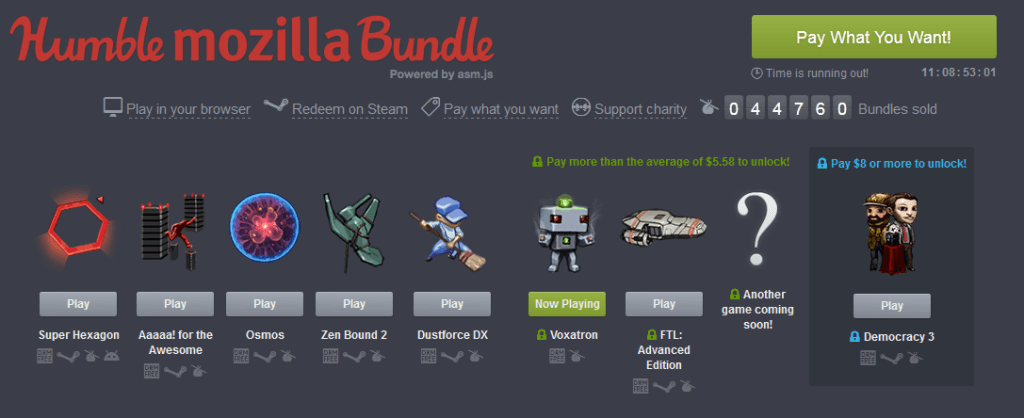 Humble mozilla Bundle
Powered by asm.js
Pay What You Want!
Time is running out! 11:08:53:01
Play in your browser Redeem on Steam Pay what you want Support charity 044760 Bundles sold
Pay more than the average of $5.58 to unlock!
Pay $8 or more to unlock!
?
Play
Super Hexagon
Play
Aaaaa! for the
Awesome
Play
Osmos
Play
Zen Bound 2
Play
Dustforce DX
Now Playing
Voxatron
Play
FTL:
Advanced
Edition
Another
game coming
soon!
Play
Democracy 3